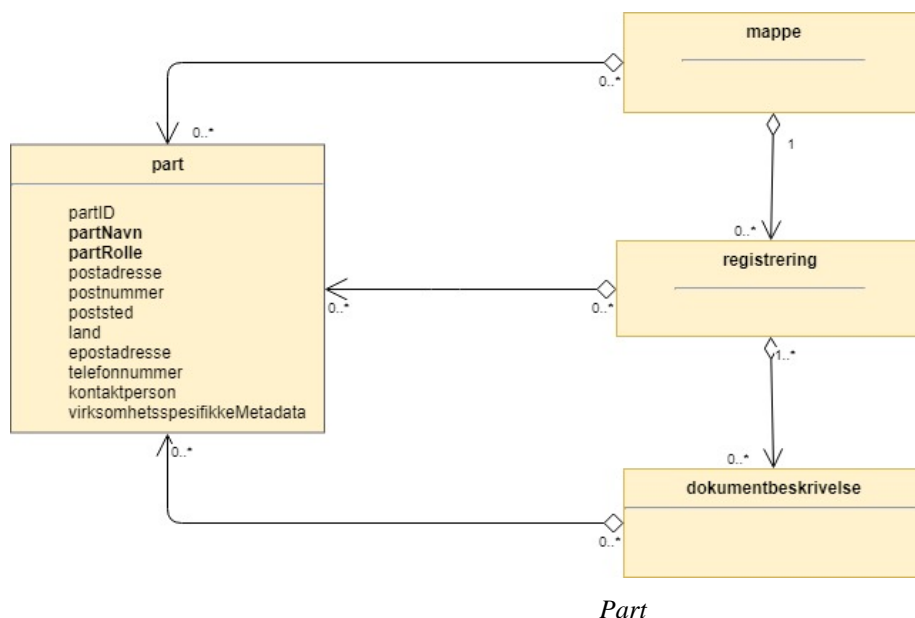 mappe
0..*
1
0..*
part
partID
partNavn
partRolle
postadresse
postnummer
poststed
land
epostadresse
telefonnummer
kontaktperson
virksomhetsspesifikkeMetadata
0..*
registrering
0..*
0..*
1..*
0..*
0..*
dokumentbeskrivelse
0..*
Part